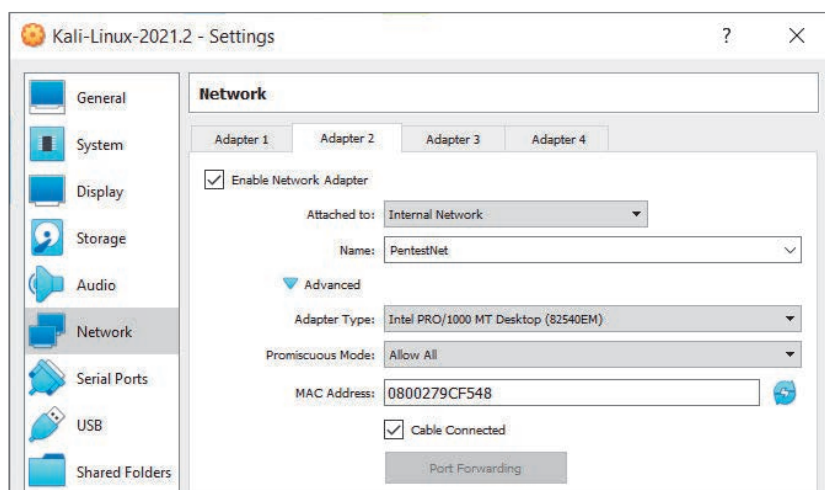 Kali-Linux-2021.2 - Settings
?
General
System
Display
Storage
Audio
Network
Serial Ports
USB
Shared Folders
Network
Adapter 1 Adapter 2 Adapter 3 Adapter 4
Enable Network Adapter
Attached to: Internal Network
Name: PentestNet
Advanced
Adapter Type: Intel PRO/1000 MT Desktop (82540EM)
Promiscuous Mode: Allow All
MAC Address: 0800279CF548
Cable Connected
Port Forwarding